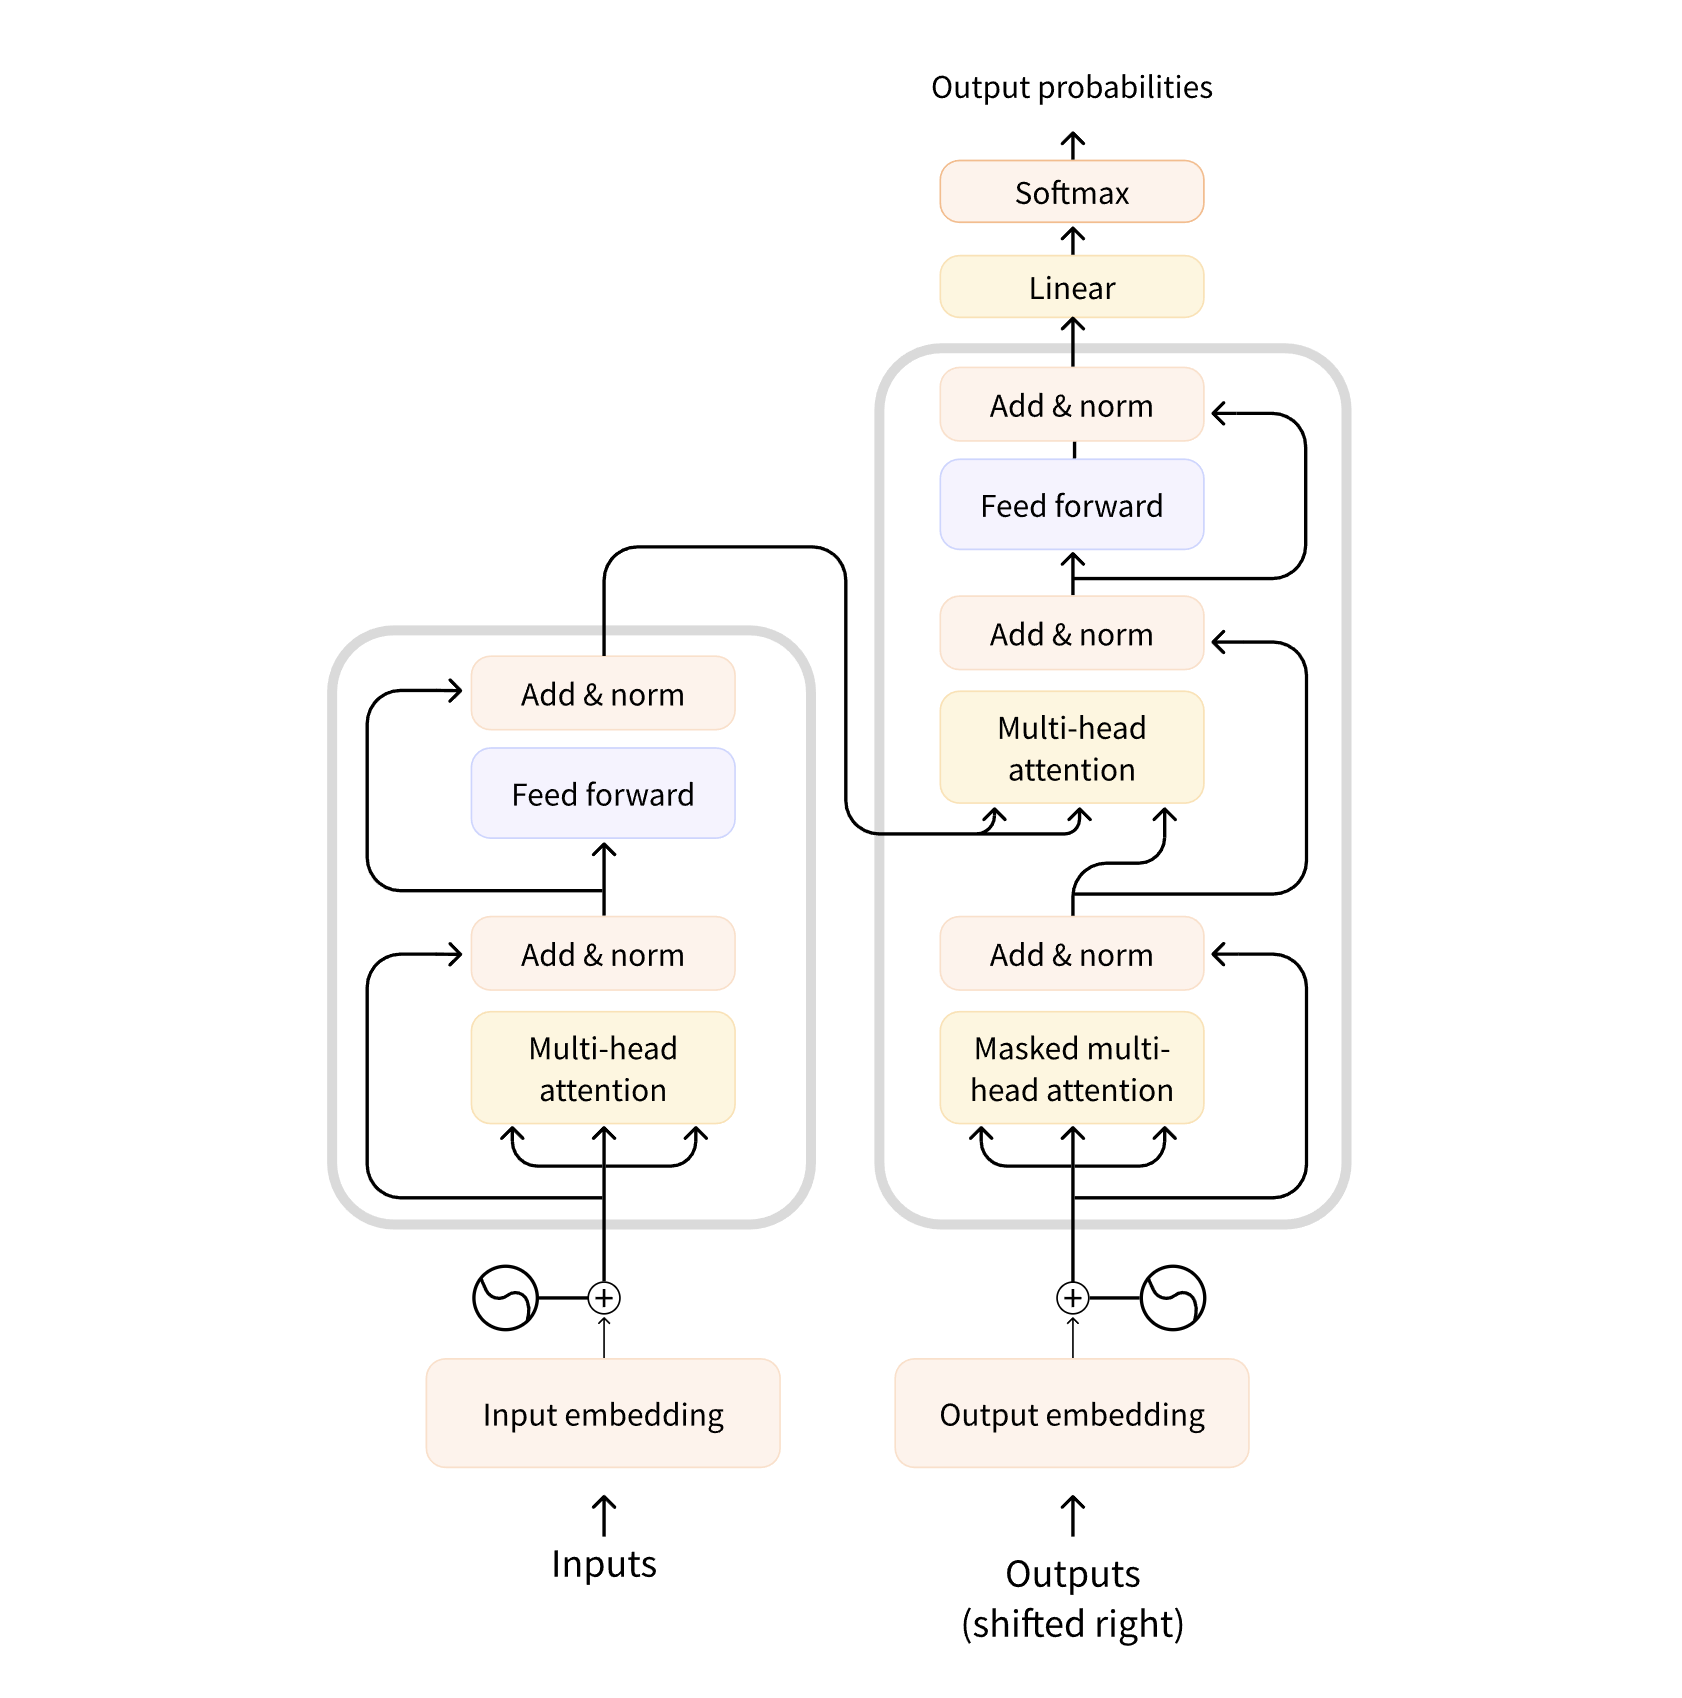 Output probabilities
Softmax
Linear
Add & norm
Feed forward
Add & norm
Multi-head
attention
Add & norm
Masked multi-
head attention
Output embedding
Outputs
(shifted right)
Add & norm
Feed forward
Add & norm
Multi-head
attention
Input embedding
Inputs